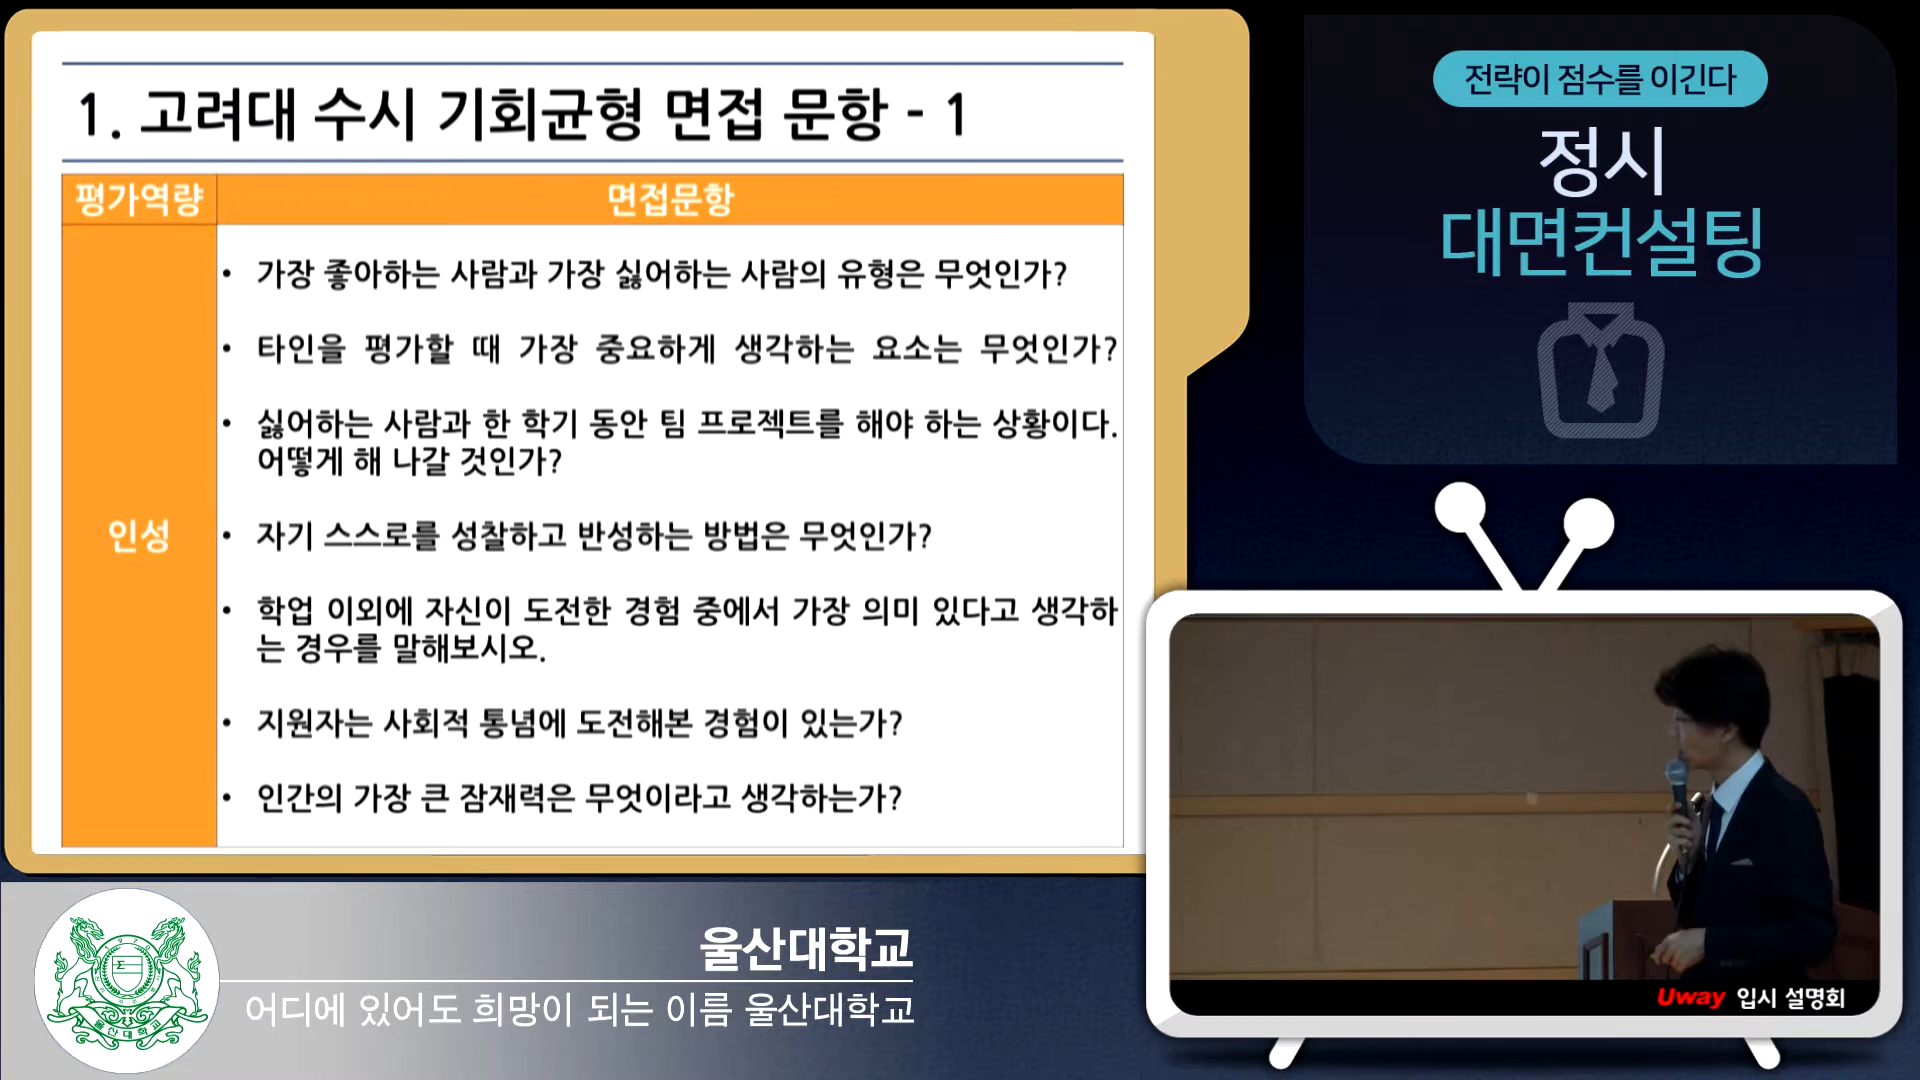 1. 고려대 수시 기회균형 면접 문항 - 1
평가역량
면접문항
인성
• 가장 좋아하는 사람과 가장 싫어하는 사람의 유형은 무엇인가?
• 타인을 평가할 때 가장 중요하게 생각하는 요소는 무엇인가?
• 싫어하는 사람과 한 학기 동안 팀 프로젝트를 해야 하는 상황이다.
어떻게 해 나갈 것인가?
• 자기 스스로를 성찰하고 반성하는 방법은 무엇인가?
• 학업 이외에 자신이 도전한 경험 중에서 가장 의미 있다고 생각하
는 경우를 말해보시오.
• 지원자는 사회적 통념에 도전해본 경험이 있는가?
• 인간의 가장 큰 잠재력은 무엇이라고 생각하는가?
전략이 점수를 이긴다
정시
대면컨설팅
Uway 입시 설명회
1970
울산대학교
울산대학교
어디에 있어도 희망이 되는 이름 울산대학교